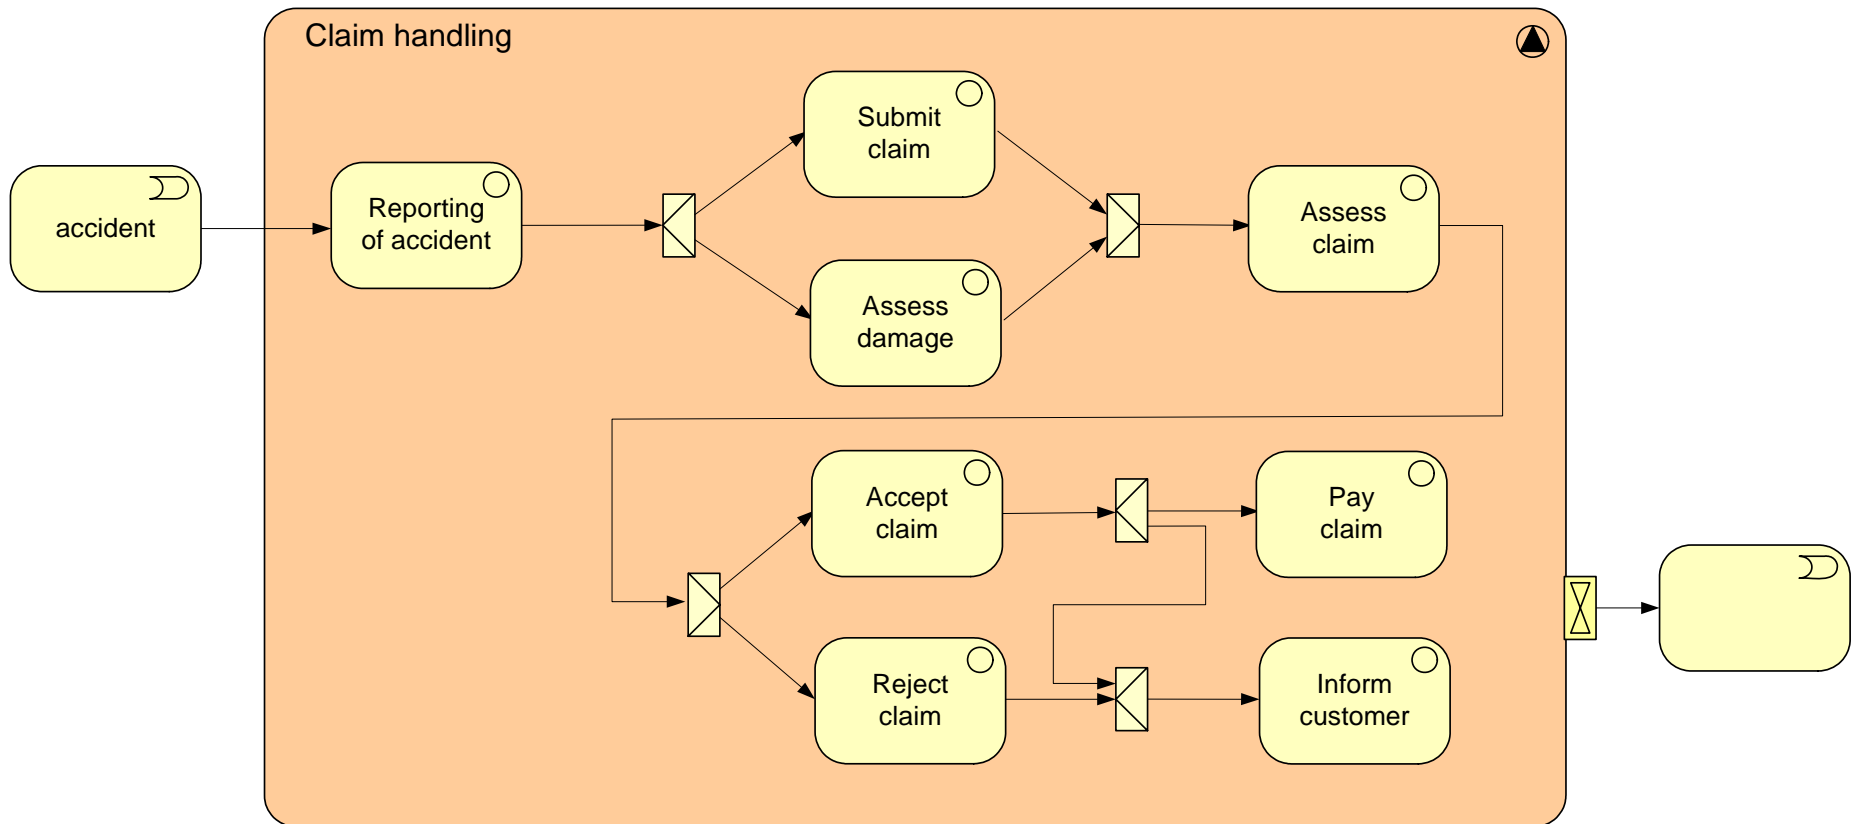 Claim handling
accident
Reporting
of accident
Submit
claim
Assess
damage
Assess
claim
Accept
claim
Pay
claim
Reject
claim
Inform
customer